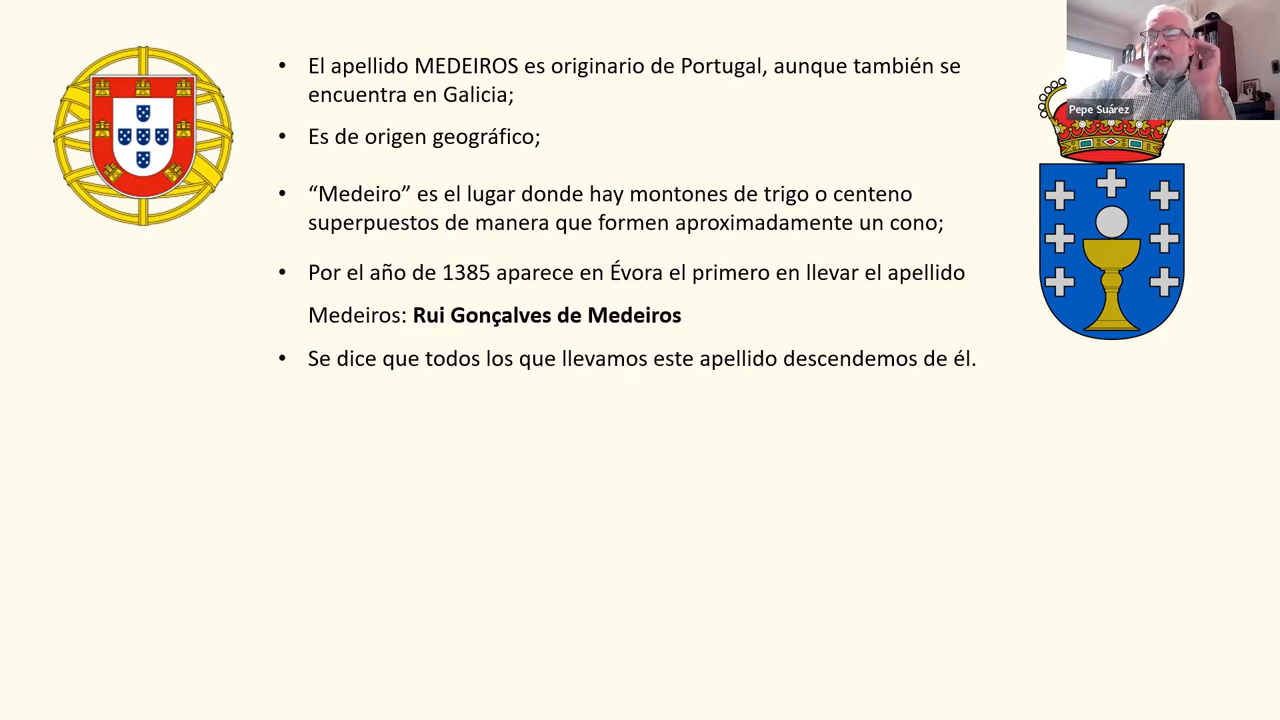 • El apellido MEDEIROS es originario de Portugal, aunque también se
encuentra en Galicia;
• Es de origen geográfico;
• “Medeiro” es el lugar donde hay montones de trigo o centeno
superpuestos de manera que formen aproximadamente un cono;
• Por el año de 1385 aparece en Évora el primero en llevar el apellido
Medeiros: Rui Gonçalves de Medeiros
• Se dice que todos los que llevamos este apellido descendemos de él.
Pepe Suárez